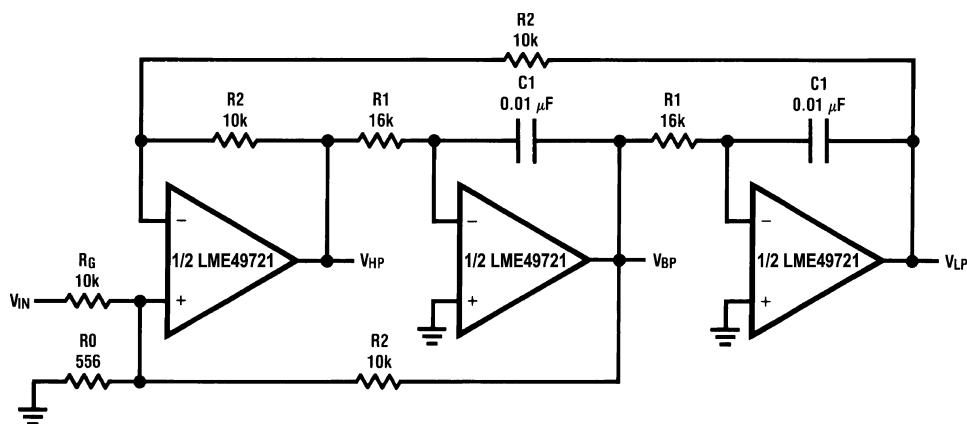 R2
10k
R2
10k
R1
16k
C1
0.01 µF
R1
16k
C1
0.01 µF
−
1/2 LME49721
+
VHP
−
1/2 LME49721
+
VBP
−
1/2 LME49721
+
VLP
RG
10k
VIN
R0
556
R2
10k